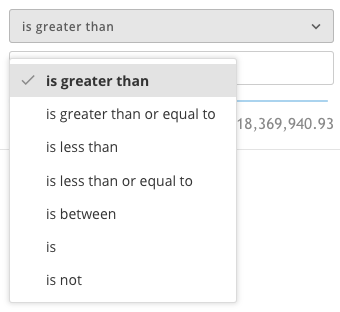 is greater than
is greater than
is greater than or equal to
18,369,940.93
is less than
is less than or equal to
is between
is
is not